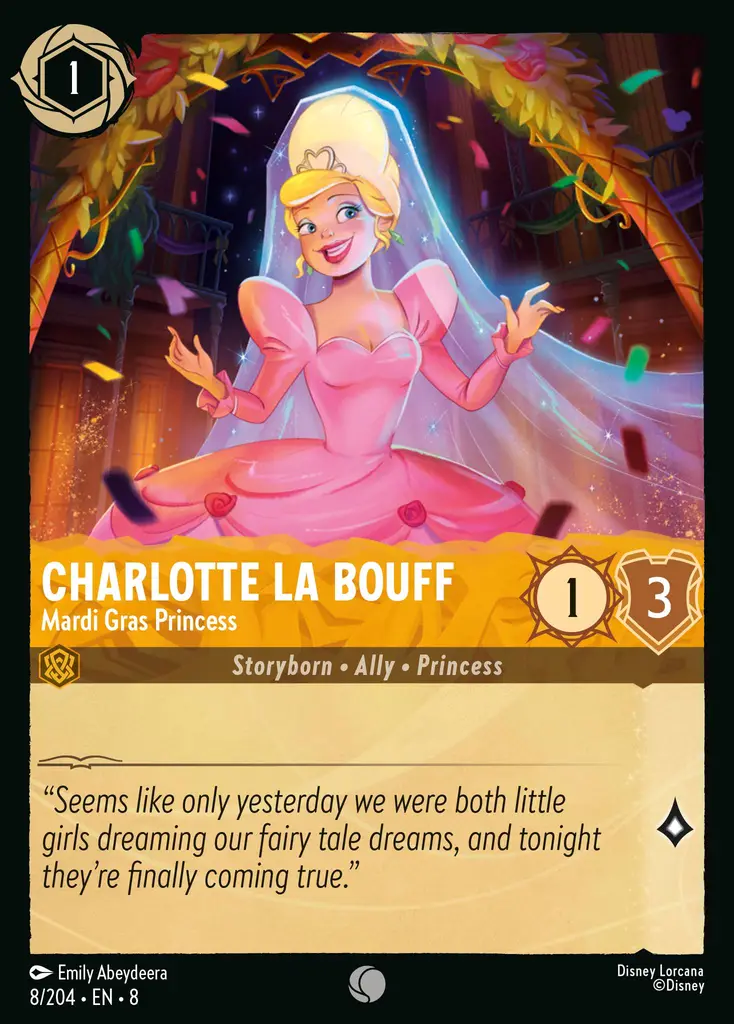 1
CHARLOTTE LA BOUFF
Mardi Gras Princess
1
3
Storyborn • Ally • Princess
“Seems like only yesterday we were both little
girls dreaming our fairy tale dreams, and tonight
they’re finally coming true.”
Emily Abeydeera
8/204 • EN • 8
Disney Lorcana
©Disney